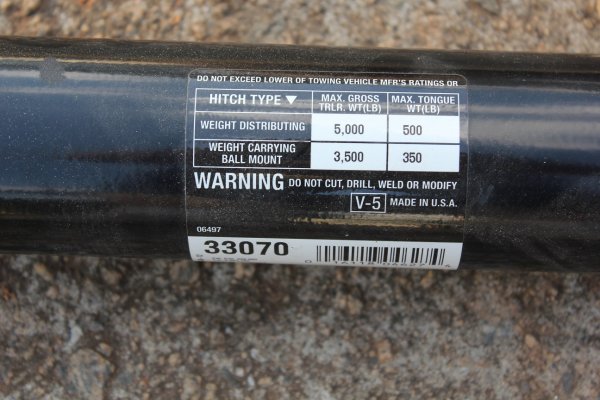 DO NOT EXCEED LOWER OF TOWING VEHICLE MFR'S RATINGS OR
HITCH TYPE ▼ MAX. GROSS TRLR. WT(LB) MAX. TONGUE WT(LB)
WEIGHT DISTRIBUTING 5,000 500
WEIGHT CARRYING BALL MOUNT 3,500 350
WARNING DO NOT CUT, DRILL, WELD OR MODIFY
V-5 MADE IN U.S.A.
06497
33070